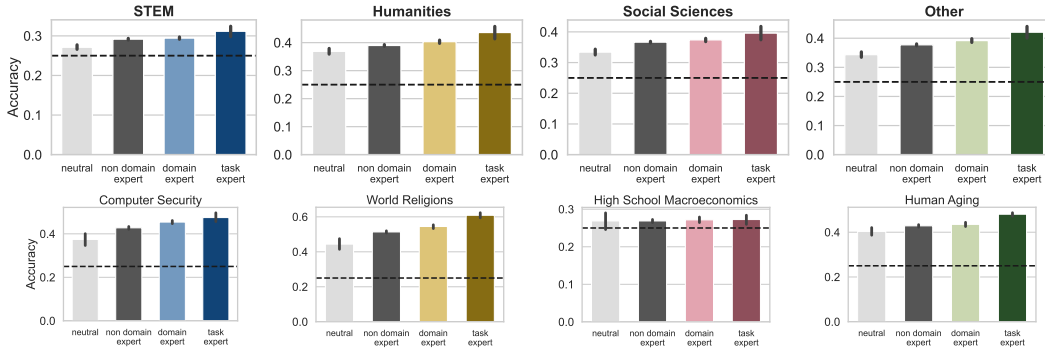 STEM
Accuracy
0.3
0.2
0.1
0.0
neutral
non domain
expert
domain
expert
task
expert
Humanities
0.4
0.3
0.2
0.1
0.0
neutral
non domain
expert
domain
expert
task
expert
Social Sciences
0.4
0.3
0.2
0.1
0.0
neutral
non domain
expert
domain
expert
task
expert
Other
0.4
0.3
0.2
0.1
0.0
neutral
non domain
expert
domain
expert
task
expert
Computer Security
Accuracy
0.4
0.2
0.0
neutral
non domain
expert
domain
expert
task
expert
World Religions
0.6
0.4
0.2
0.0
neutral
non domain
expert
domain
expert
task
expert
High School Macroeconomics
0.3
0.2
0.1
0.0
neutral
non domain
expert
domain
expert
task
expert
Human Aging
0.4
0.2
0.0
neutral
non domain
expert
domain
expert
task
expert